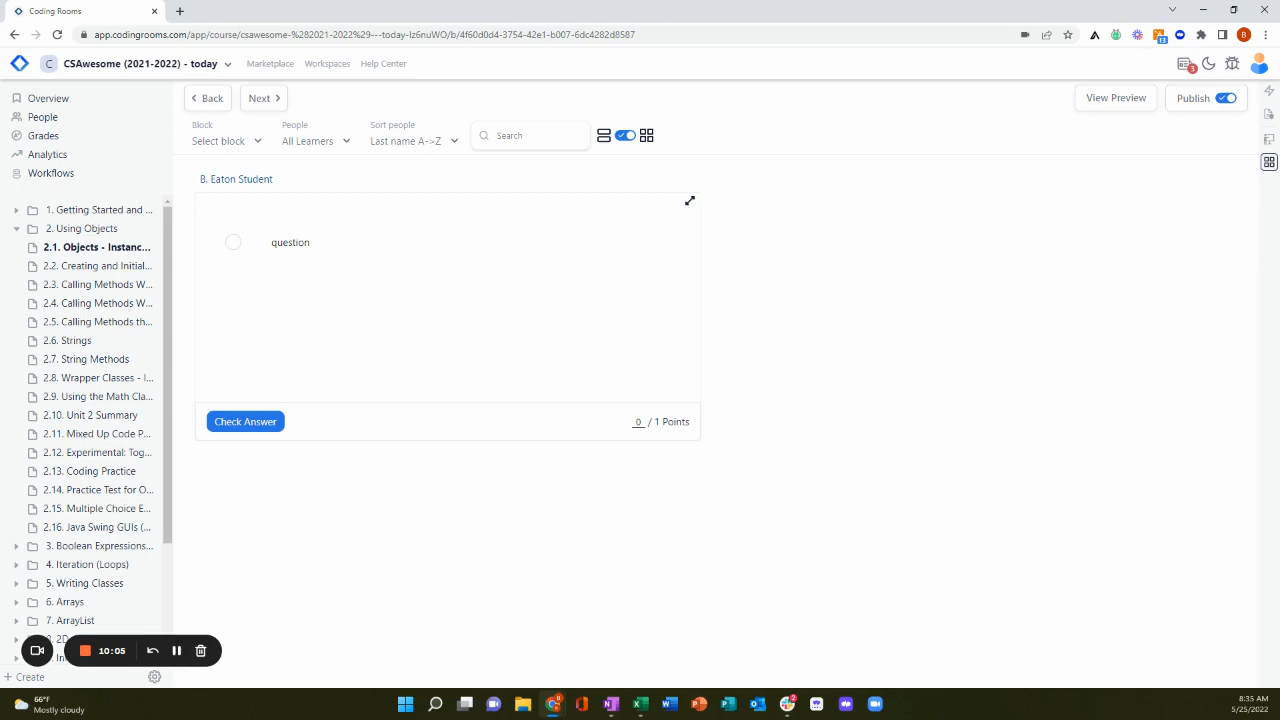 Coding Rooms
app.codingrooms.com/app/course/csawesome-%282021-2022%29---today-Iz6nuWO/b/4f60d0d4-3754-42e1-b007-6dc4282d8587
13
B
C CSAwesome (2021-2022) - today Marketplace Workspaces Help Center
3
Overview
People
Grades
Analytics
Workflows
1. Getting Started and ...
2. Using Objects
2.1. Objects - Instanc...
2.2. Creating and Initial...
2.3. Calling Methods W...
2.4. Calling Methods W...
2.5. Calling Methods th...
2.6. Strings
2.7. String Methods
2.8. Wrapper Classes - I...
2.9. Using the Math Cla...
2.10. Unit 2 Summary
2.11. Mixed Up Code P...
2.12. Experimental: Tog...
2.13. Coding Practice
2.14. Practice Test for O...
2.15. Multiple Choice E...
2.16. Java Swing GUIs (...
3. Boolean Expressions...
4. Iteration (Loops)
5. Writing Classes
6. Arrays
7. ArrayList
Create
Back Next View Preview Publish
Block People Sort people
Select block All Learners Last name A->Z Search
B. Eaton Student
question
Check Answer 0 / 1 Points
10:05
66°F
Mostly cloudy
8:35 AM
5/25/2022